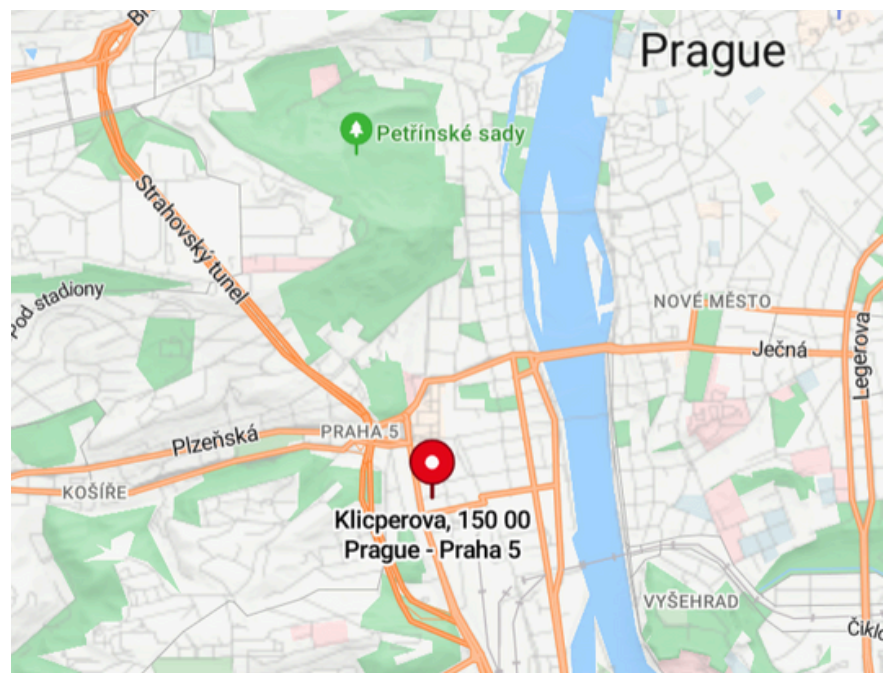 Prague
Petřínské sady
Strahovský tunel
Pod stadiony
NOVÉ MĚSTO
Ječná
Legerova
Plzeňská
PRAHA 5
KOŠÍŘE
Klicperova, 150 00
Prague - Praha 5
VYŠEHRAD
Čiklo